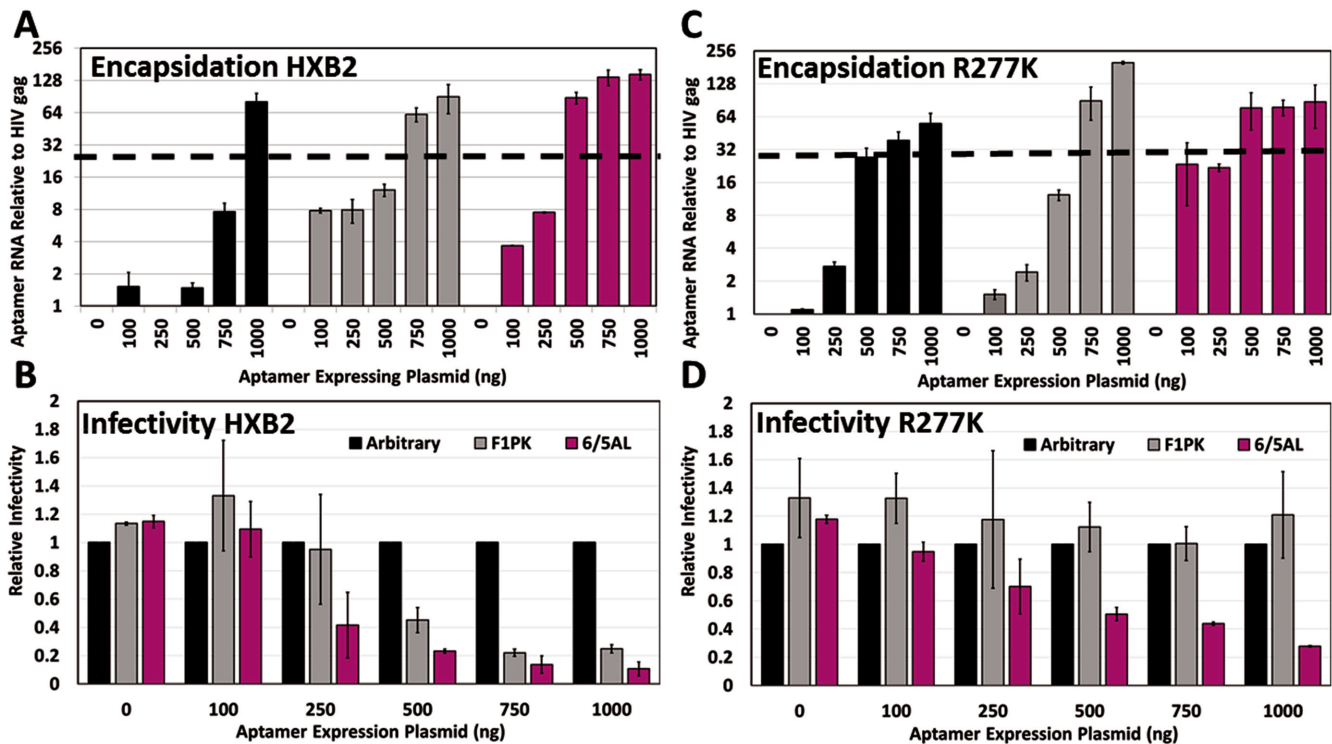 A
Encapsidation HXB2
Aptamer RNA Relative to HIV gag
256
128
64
32
16
8
4
2
1
0 100 250 500 750 1000 0 100 250 500 750 1000 0 100 250 500 750 1000
Aptamer Expressing Plasmid (ng)
B
Infectivity HXB2
Arbitrary F1PK 6/5AL
Relative Infectivity
2
1.8
1.6
1.4
1.2
1
0.8
0.6
0.4
0.2
0
0 100 250 500 750 1000
Aptamer Expression Plasmid (ng)
C
Encapsidation R277K
Aptamer RNA Relative to HIV gag
256
128
64
32
16
8
4
2
1
0 100 250 500 750 1000 0 100 250 500 750 1000 0 100 250 500 750 1000
Aptamer Expression Plasmid (ng)
D
Infectivity R277K
Arbitrary F1PK 6/5AL
Relative Infectivity
2
1.8
1.6
1.4
1.2
1
0.8
0.6
0.4
0.2
0
0 100 250 500 750 1000
Aptamer Expression Plasmid (ng)